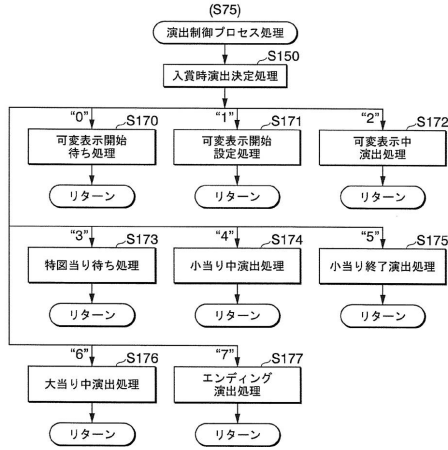 (S75)
演出制御プロセス処理
S150
入賞時演出決定処理
"0"
S170
可変表示開始
待ち処理
リターン
"1"
S171
可変表示開始
設定処理
リターン
"2"
S172
可変表示中
演出処理
リターン
"3"
S173
特図当り待ち処理
リターン
"4"
S174
小当り中演出処理
リターン
"5"
S175
小当り終了演出処理
リターン
"6"
S176
大当り中演出処理
リターン
"7"
S177
エンディング
演出処理
リターン